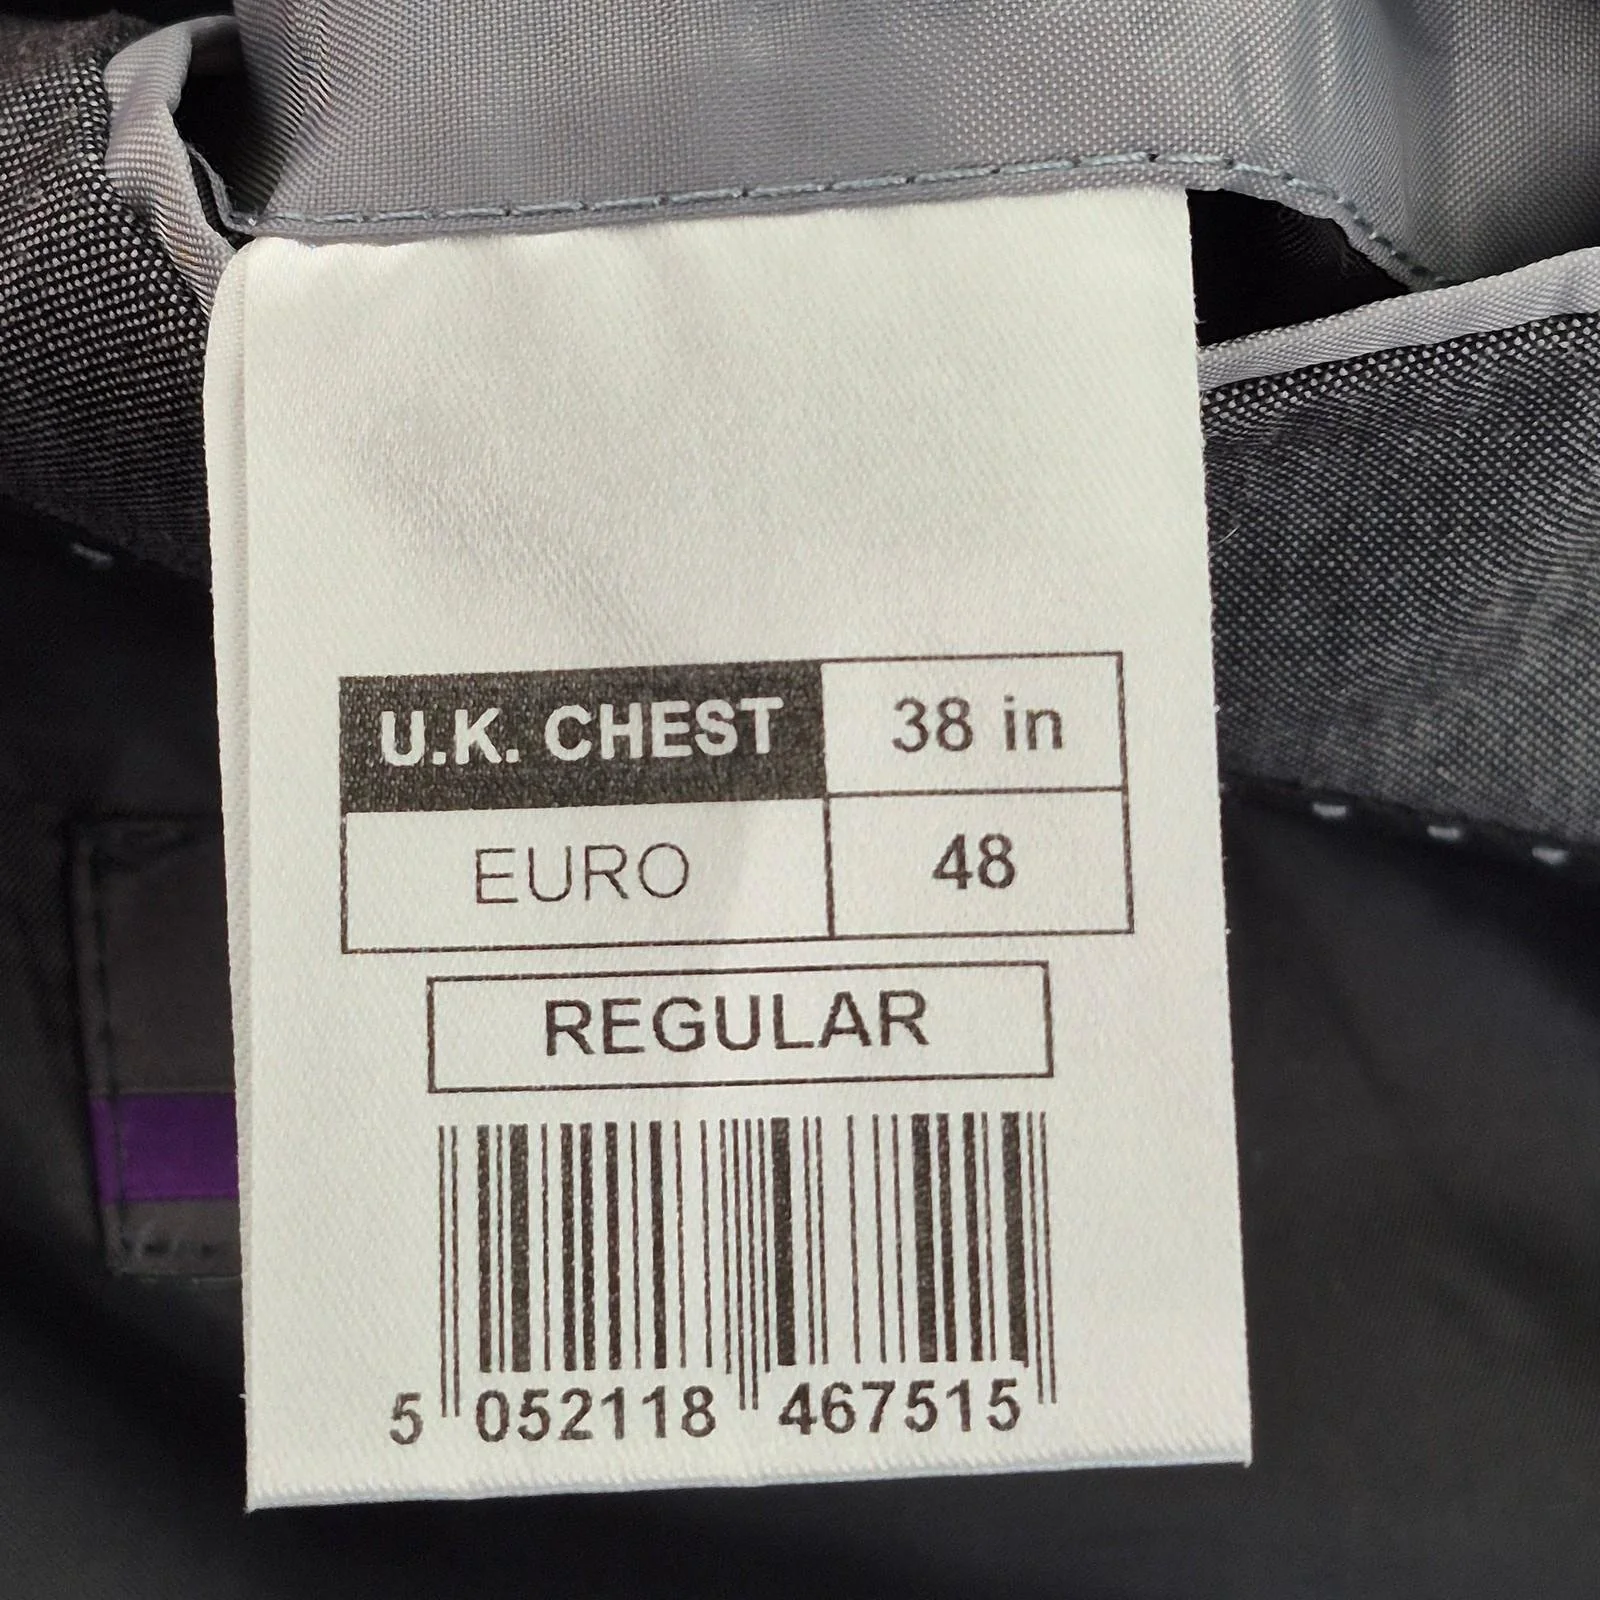 U.K. CHEST 38 in
EURO 48
REGULAR
5 052118 467515